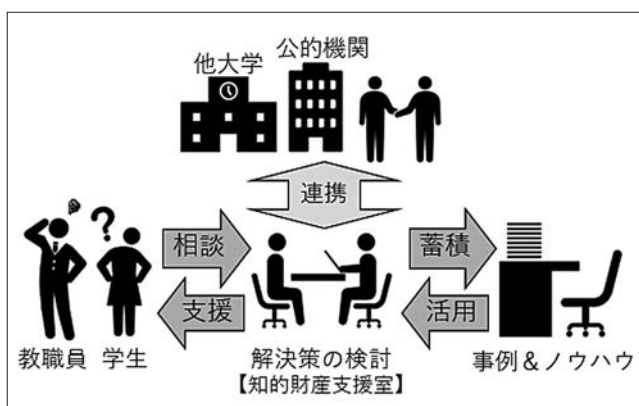 公的機関
他大学
連携
相談
支援
蓄積
活用
?
教職員 学生
解決策の検討
【知的財産支援室】
事例&ノウハウ